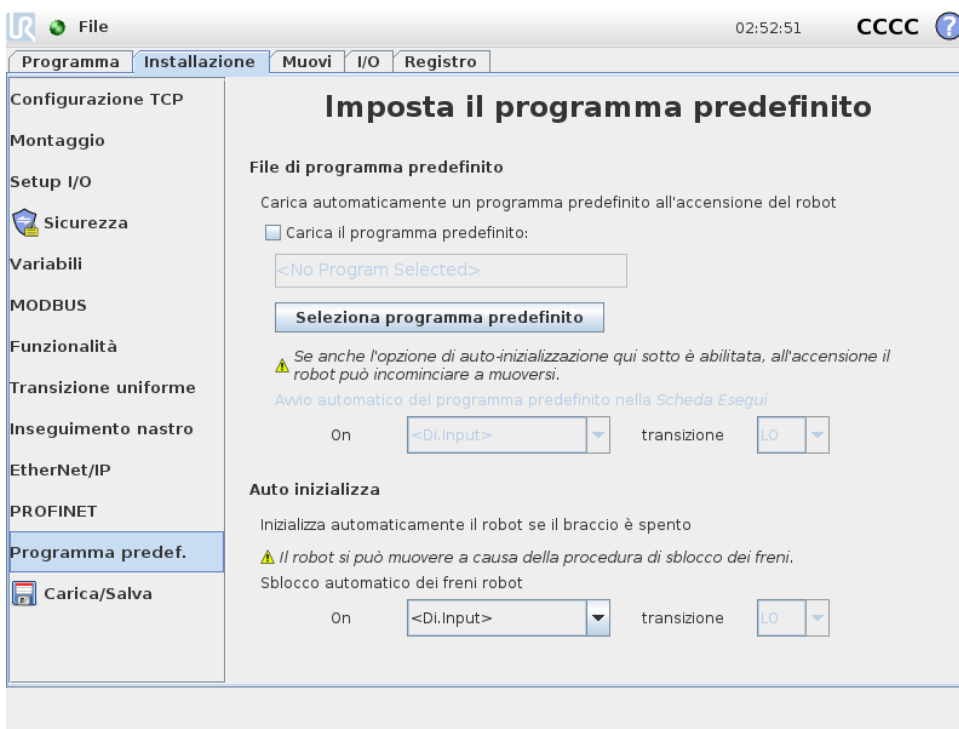 UR File 02:52:51 CCCC ?
Programma Installazione Muovi I/O Registro
Configurazione TCP
Montaggio
Setup I/O
Sicurezza
Variabili
MODBUS
Funzionalità
Transizione uniforme
Inseguimento nastro
EtherNet/IP
PROFINET
Programma predef.
Carica/Salva
Imposta il programma predefinito
File di programma predefinito
Carica automaticamente un programma predefinito all'accensione del robot
Carica il programma predefinito:
<No Program Selected>
Seleziona programma predefinito
Se anche l'opzione di auto-inizializzazione qui sotto è abilitata, all'accensione il
robot può incominciare a muoversi.
Avvio automatico del programma predefinito nella Scheda Esegui
On <Di.Input> transizione LO
Auto inizializza
Inizializza automaticamente il robot se il braccio è spento
Il robot si può muovere a causa della procedura di sblocco dei freni.
Sblocco automatico dei freni robot
On <Di.Input> transizione LO